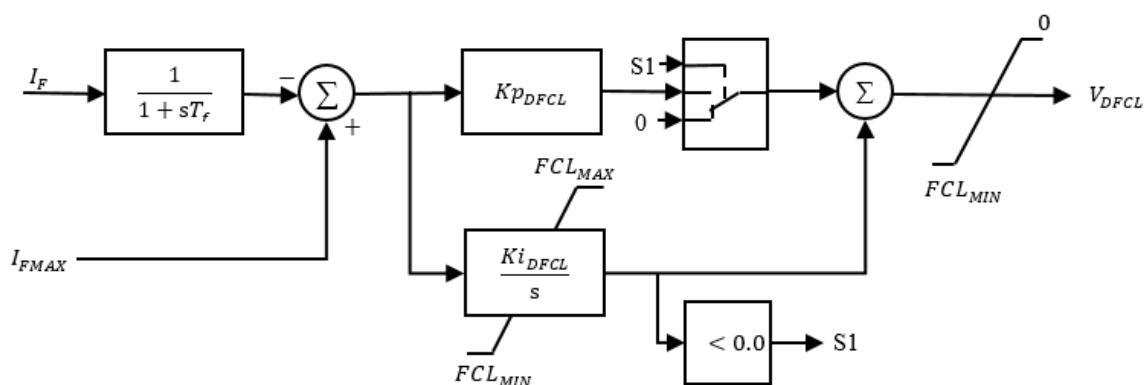 I_F
1
1 + sT_f
−
Σ
+
I_FMAX
Kp_DFCL
S1
0
Σ
0
FCL_MIN
V_DFCL
FCL_MAX
Ki_DFCL
s
FCL_MIN
< 0.0
S1